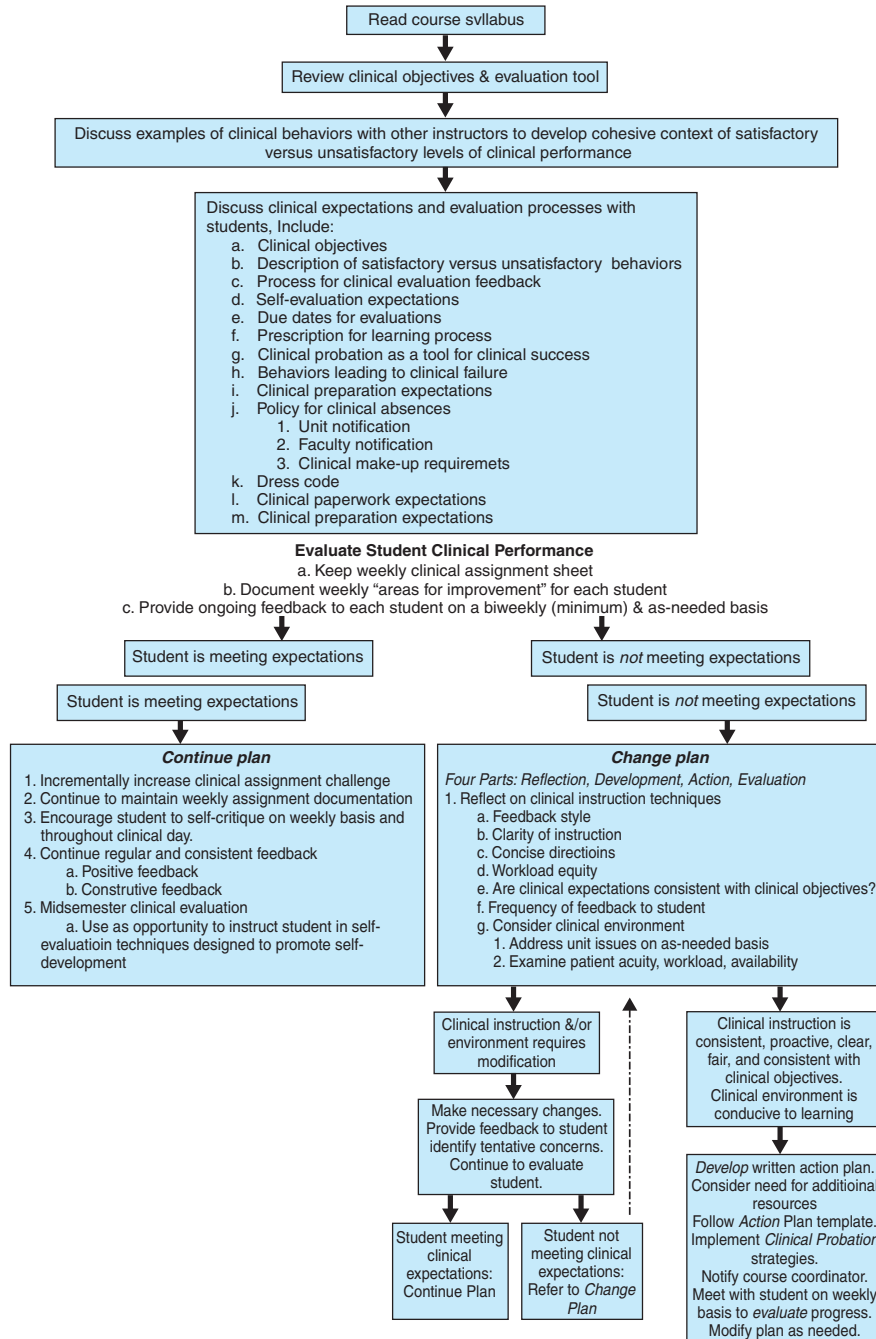 Read course svllabus
Review clinical objectives & evaluation tool
Discuss examples of clinical behaviors with other instructors to develop cohesive context of satisfactory
versus unsatisfactory levels of clinical performance
Discuss clinical expectations and evaluation processes with
students, Include:
a. Clinical objectives
b. Description of satisfactory versus unsatisfactory behaviors
c. Process for clinical evaluation feedback
d. Self-evaluation expectations
e. Due dates for evaluations
f. Prescription for learning process
g. Clinical probation as a tool for clinical success
h. Behaviors leading to clinical failure
i. Clinical preparation expectations
j. Policy for clinical absences
1. Unit notification
2. Faculty notification
3. Clinical make-up requiremets
k. Dress code
l. Clinical paperwork expectations
m. Clinical preparation expectations
Evaluate Student Clinical Performance
a. Keep weekly clinical assignment sheet
b. Document weekly “areas for improvement” for each student
c. Provide ongoing feedback to each student on a biweekly (minimum) & as-needed basis
Student is meeting expectations
Student is not meeting expectations
Student is meeting expectations
Student is not meeting expectations
Continue plan
1. Incrementally increase clinical assignment challenge
2. Continue to maintain weekly assignment documentation
3. Encourage student to self-critique on weekly basis and
throughout clinical day.
4. Continue regular and consistent feedback
a. Positive feedback
b. Construtive feedback
5. Midsemester clinical evaluation
a. Use as opportunity to instruct student in self-
evaluatioin techniques designed to promote self-
development
Change plan
Four Parts: Reflection, Development, Action, Evaluation
1. Reflect on clinical instruction techniques
a. Feedback style
b. Clarity of instruction
c. Concise directioins
d. Workload equity
e. Are clinical expectations consistent with clinical objectives?
f. Frequency of feedback to student
g. Consider clinical environment
1. Address unit issues on as-needed basis
2. Examine patient acuity, workload, availability
Clinical instruction &/or
environment requires
modification
Make necessary changes.
Provide feedback to student
identify tentative concerns.
Continue to evaluate
student.
Student meeting
clinical
expectations:
Continue Plan
Student not
meeting clinical
expectations:
Refer to Change
Plan
Clinical instruction is
consistent, proactive, clear,
fair, and consistent with
clinical objectives.
Clinical environment is
conducive to learning
Develop written action plan.
Consider need for additioinal
resources
Follow Action Plan template.
Implement Clinical Probation
strategies.
Notify course coordinator.
Meet with student on weekly
basis to evaluate progress.
Modify plan as needed.